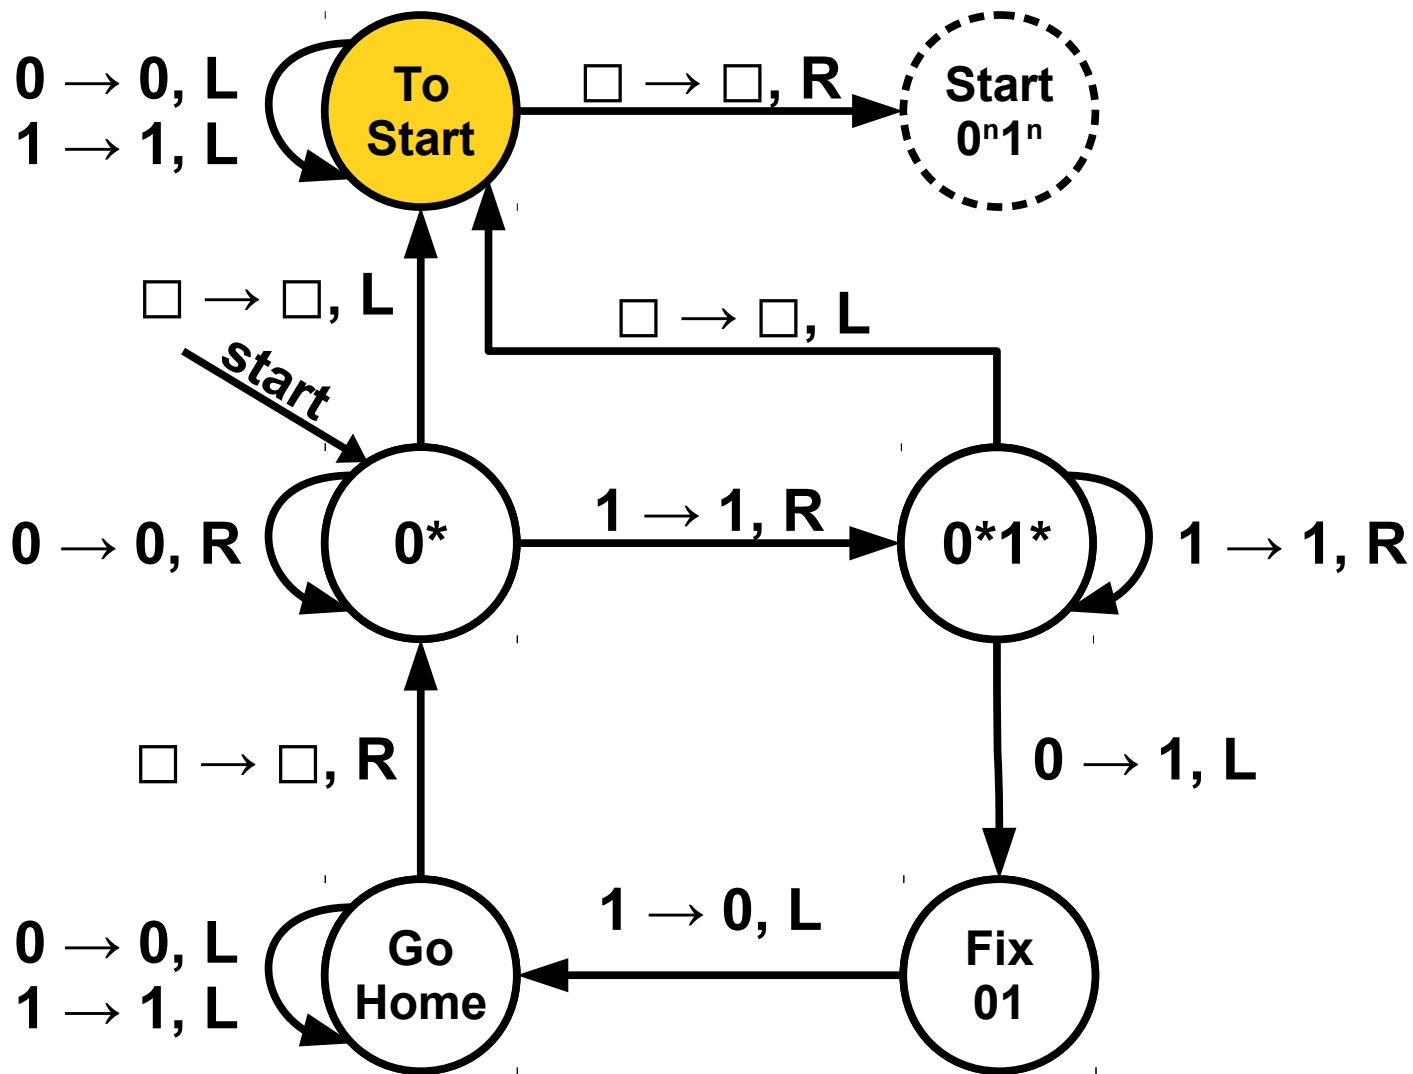 0 → 0, L
1 → 1, L
To
Start
□ → □, R
Start
0ⁿ1ⁿ
□ → □, L
□ → □, L
start
0 → 0, R
0*
1 → 1, R
0*1*
1 → 1, R
□ → □, R
0 → 1, L
0 → 0, L
1 → 1, L
Go
Home
1 → 0, L
Fix
01